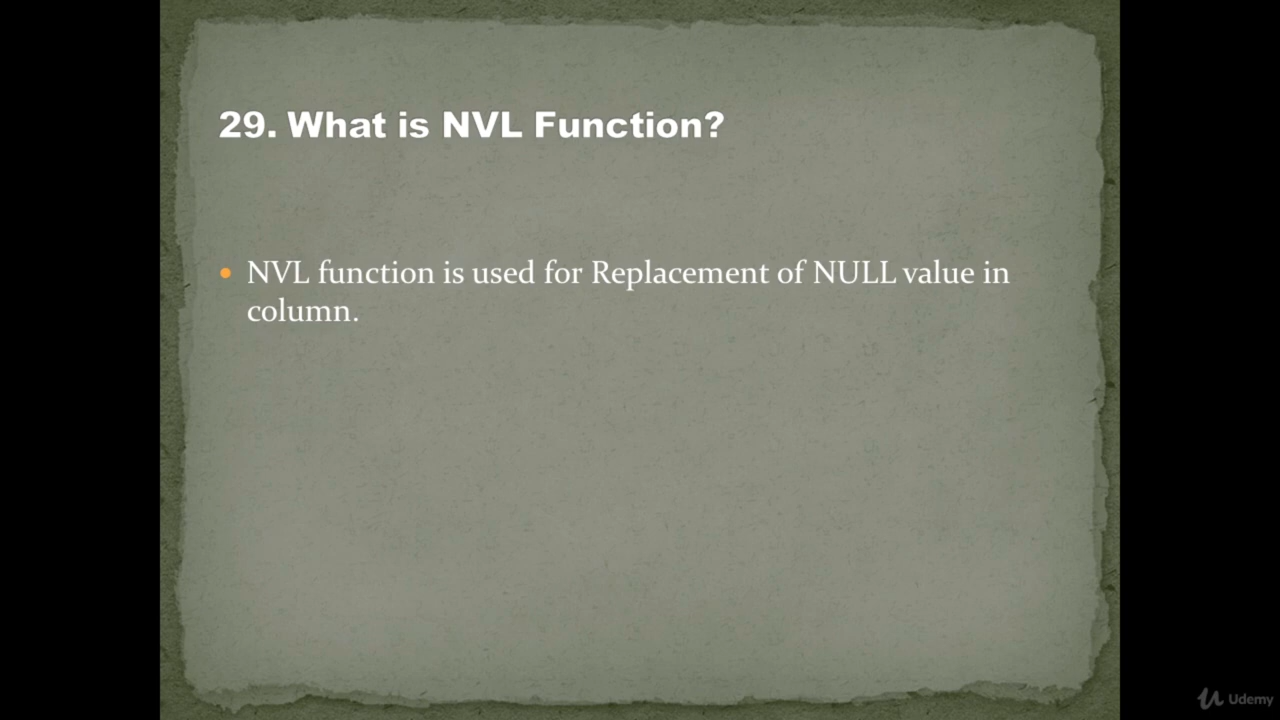 29. What is NVL Function?
• NVL function is used for Replacement of NULL value in
column.
Udemy